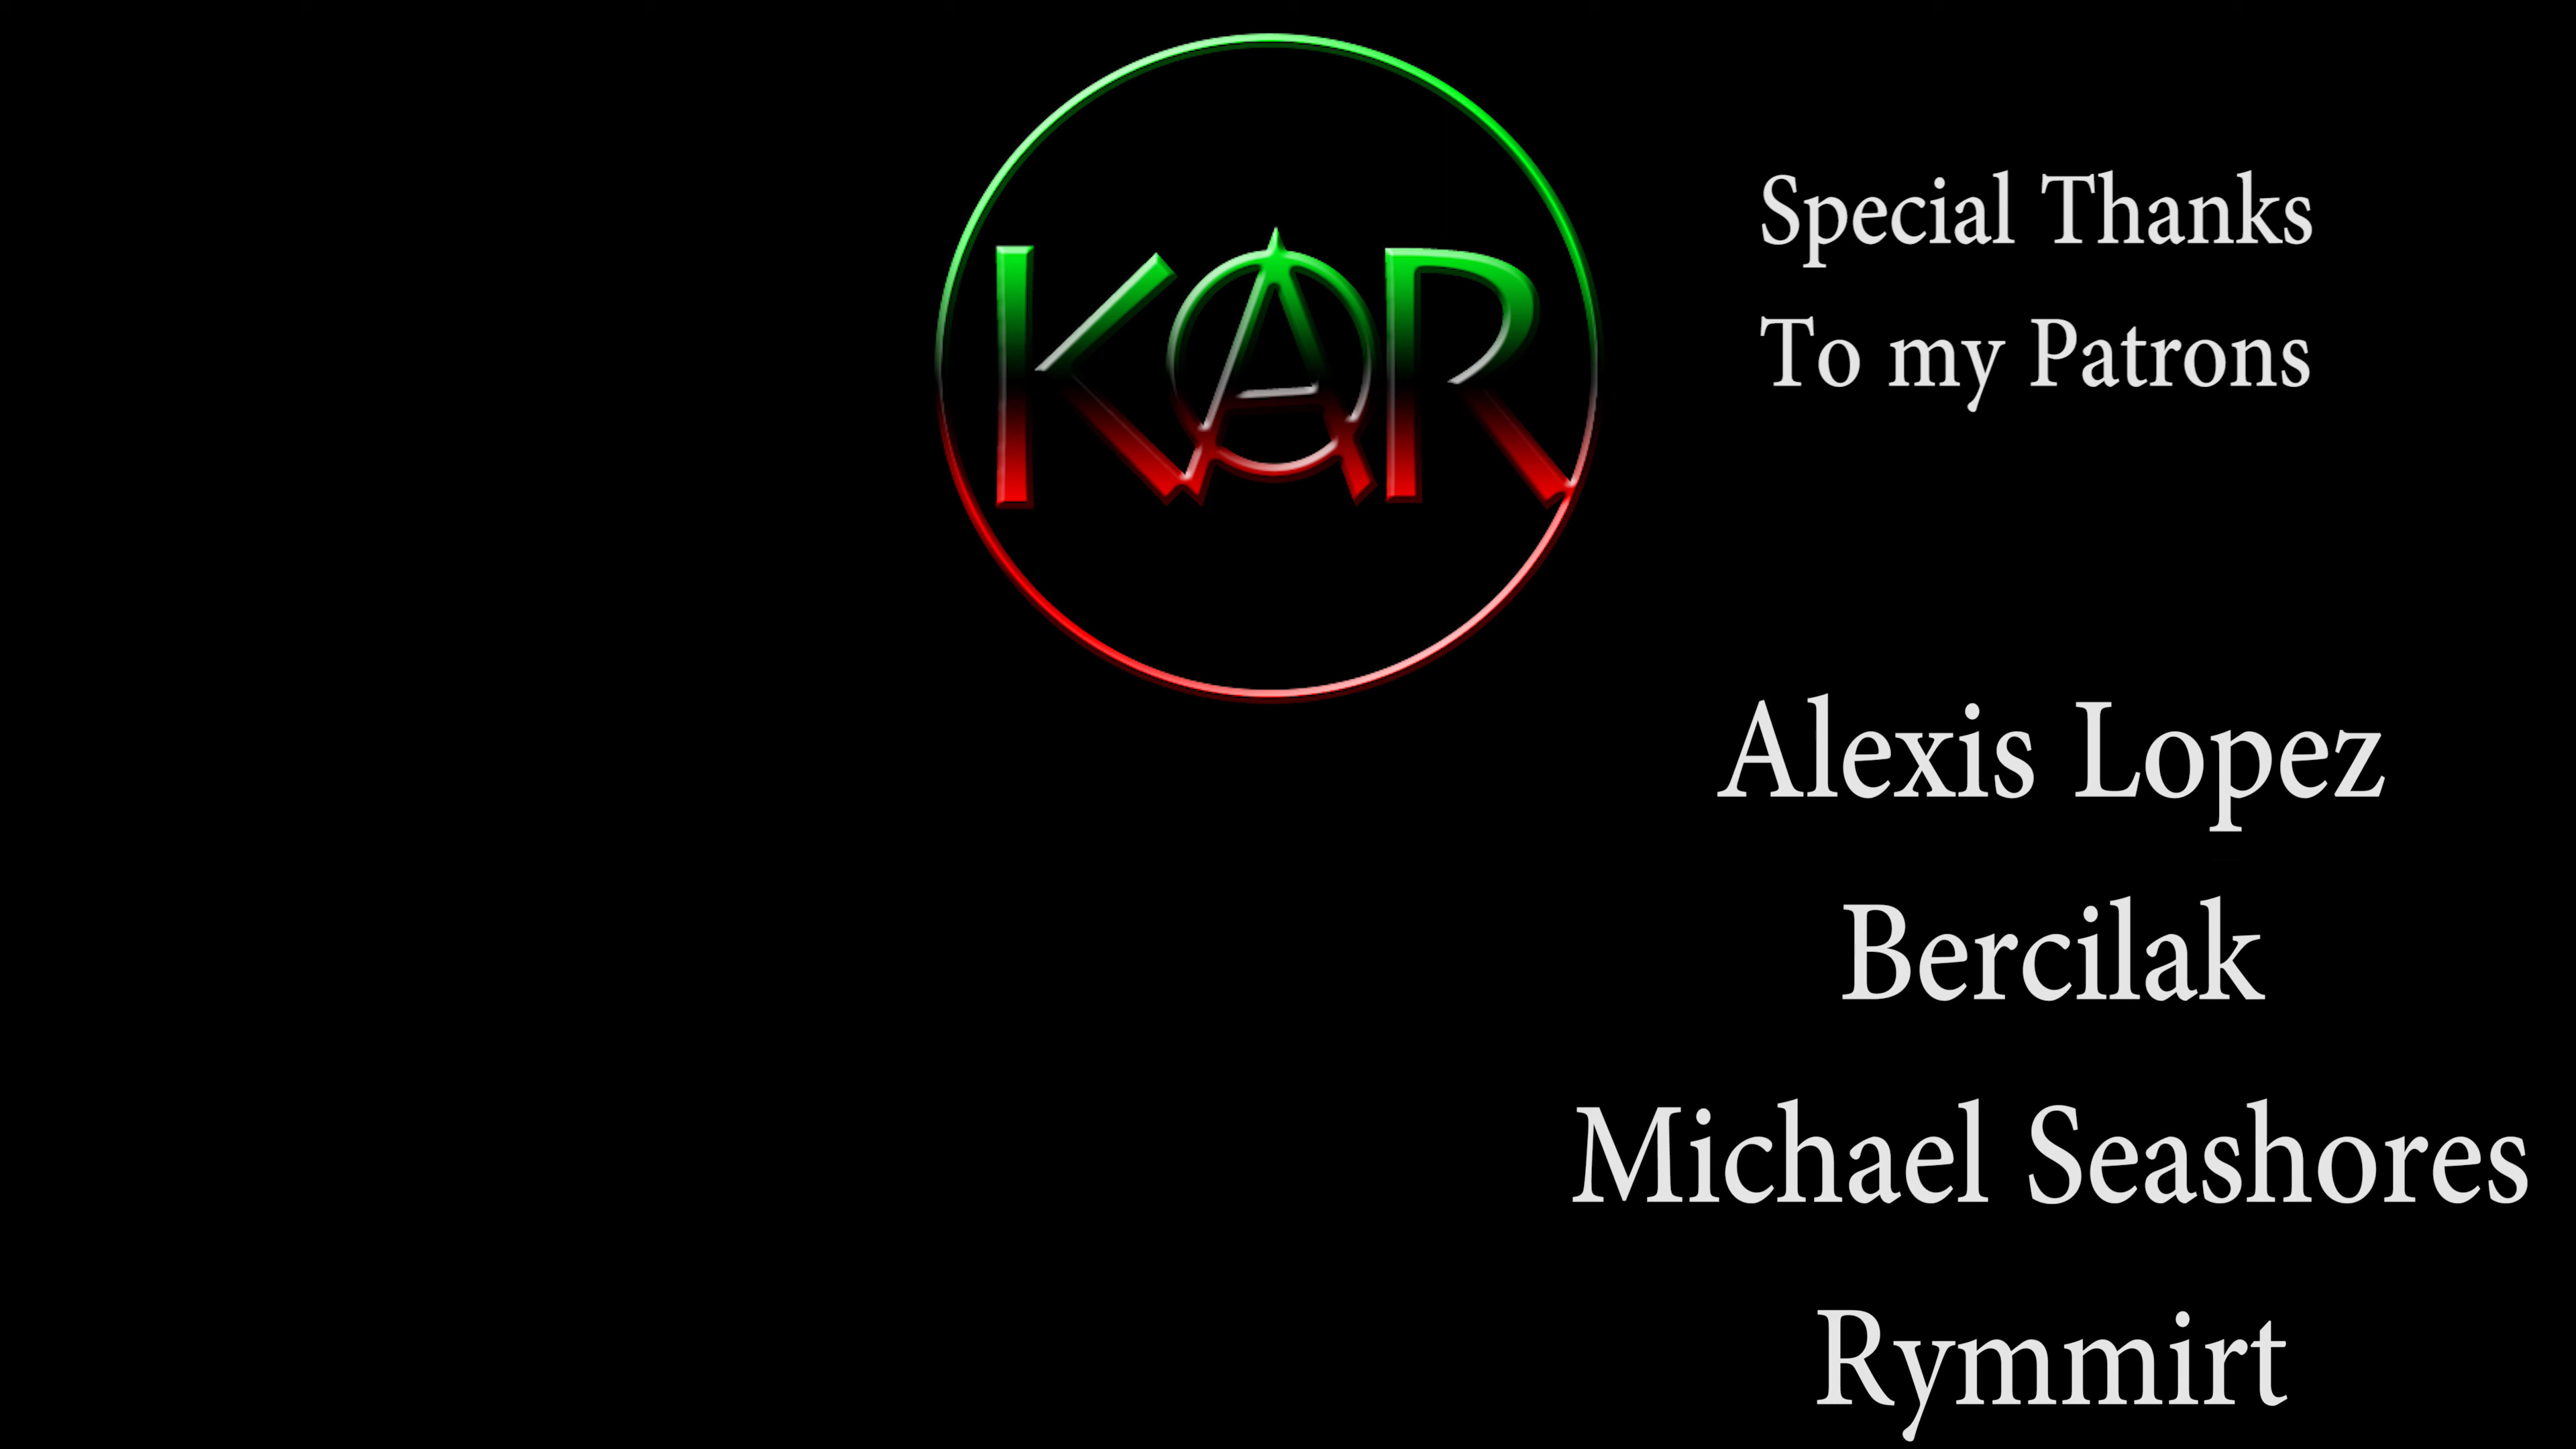 KAR
Special Thanks
To my Patrons
Alexis Lopez
Bercilak
Michael Seashores
Rymmirt